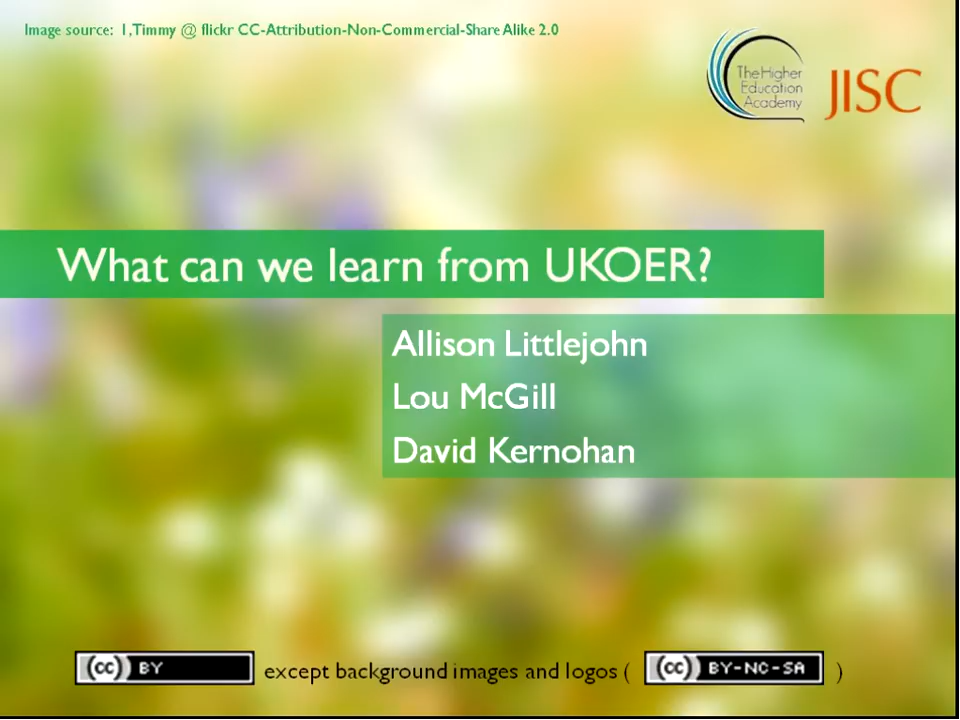 Image source: 1,Timmy @ flickr CC-Attribution-Non-Commercial-Share Alike 2.0
The Higher
Education
Academy
JISC
What can we learn from UKOER?
Allison Littlejohn
Lou McGill
David Kernohan
(cc) BY except background images and logos ( (cc) BY-NC-SA )